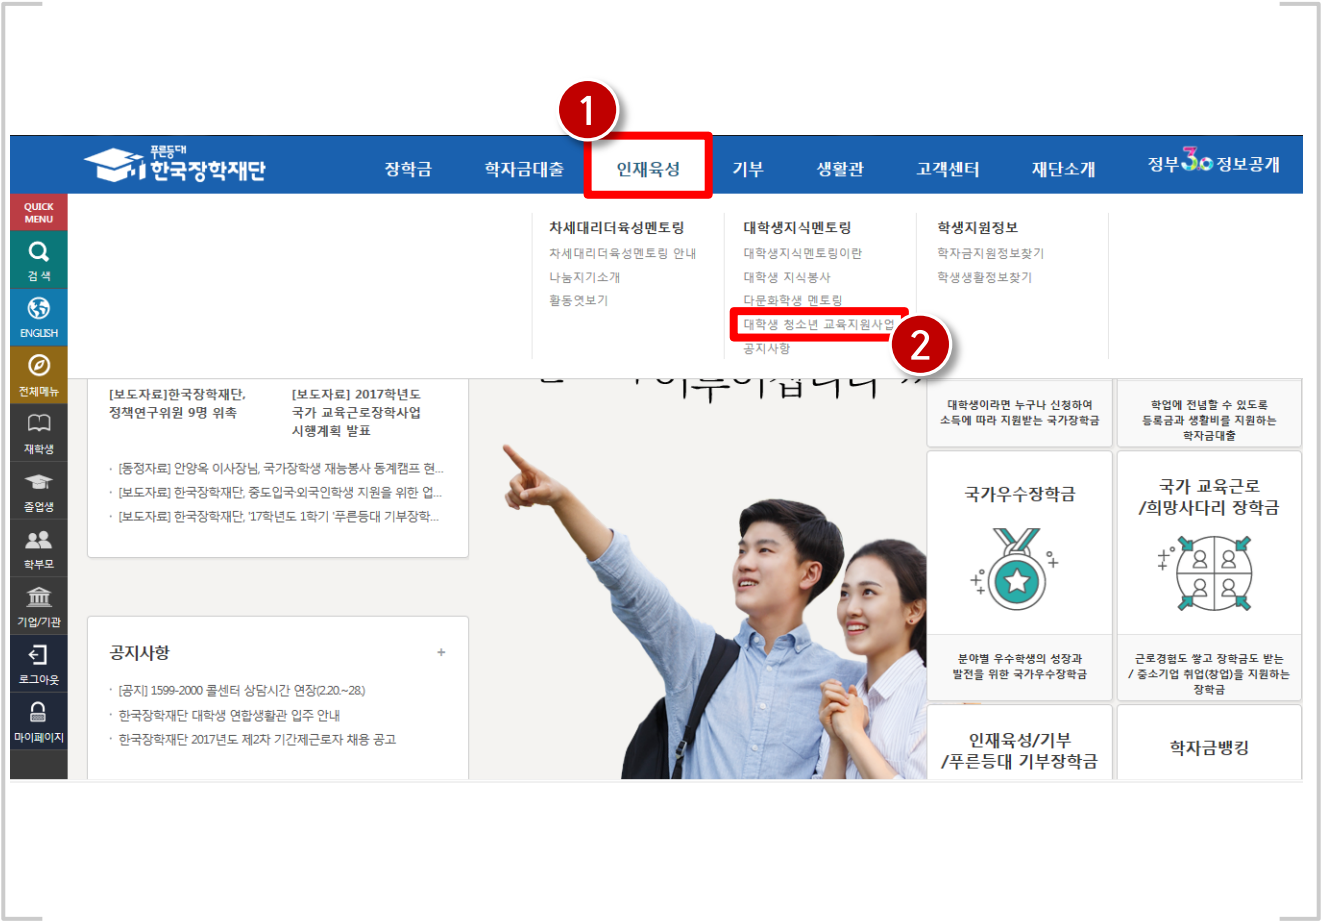 1
푸른등대
한국장학재단
장학금
학자금대출
인재육성
기부
생활관
고객센터
재단소개
정부3.0 정보공개
QUICK
MENU
검색
ENGLISH
전체메뉴
재학생
졸업생
학부모
기업/기관
로그아웃
마이페이지
차세대리더육성멘토링
차세대리더육성멘토링 안내
나눔지기소개
활동엿보기
대학생지식멘토링
대학생지식멘토링이란
대학생 지식봉사
다문화학생 멘토링
대학생 청소년 교육지원사업
공지사항
2
학생지원정보
학자금지원정보찾기
학생생활정보찾기
[보도자료]한국장학재단,
정책연구위원 9명 위촉
[보도자료] 2017학년도
국가 교육근로장학사업
시행계획 발표
· [동정자료] 안양옥 이사장님, 국가장학생 재능봉사 동계캠프 현...
· [보도자료] 한국장학재단, 중도입국·외국인학생 지원을 위한 업...
· [보도자료] 한국장학재단, '17학년도 1학기 '푸른등대 기부장학...
공지사항 +
· [공지] 1599-2000 콜센터 상담시간 연장(2.20.~28.)
· 한국장학재단 대학생 연합생활관 입주 안내
· 한국장학재단 2017년도 제2차 기간제근로자 채용 공고
대학생이라면 누구나 신청하여
소득에 따라 지원받는 국가장학금
학업에 전념할 수 있도록
등록금과 생활비를 지원하는
학자금대출
국가우수장학금
분야별 우수학생의 성장과
발전을 위한 국가우수장학금
국가 교육근로
/희망사다리 장학금
근로경험도 쌓고 장학금도 받는
/ 중소기업 취업(창업)을 지원하는
장학금
인재육성/기부
/푸른등대 기부장학금
학자금뱅킹